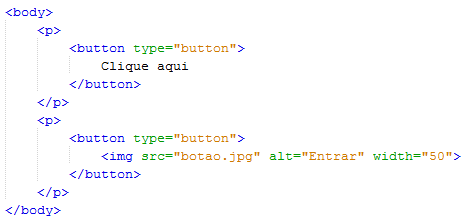 <body>
<p>
<button type="button">
Clique aqui
</button>
</p>
<p>
<button type="button">
<img src="botao.jpg" alt="Entrar" width="50">
</button>
</p>
</body>